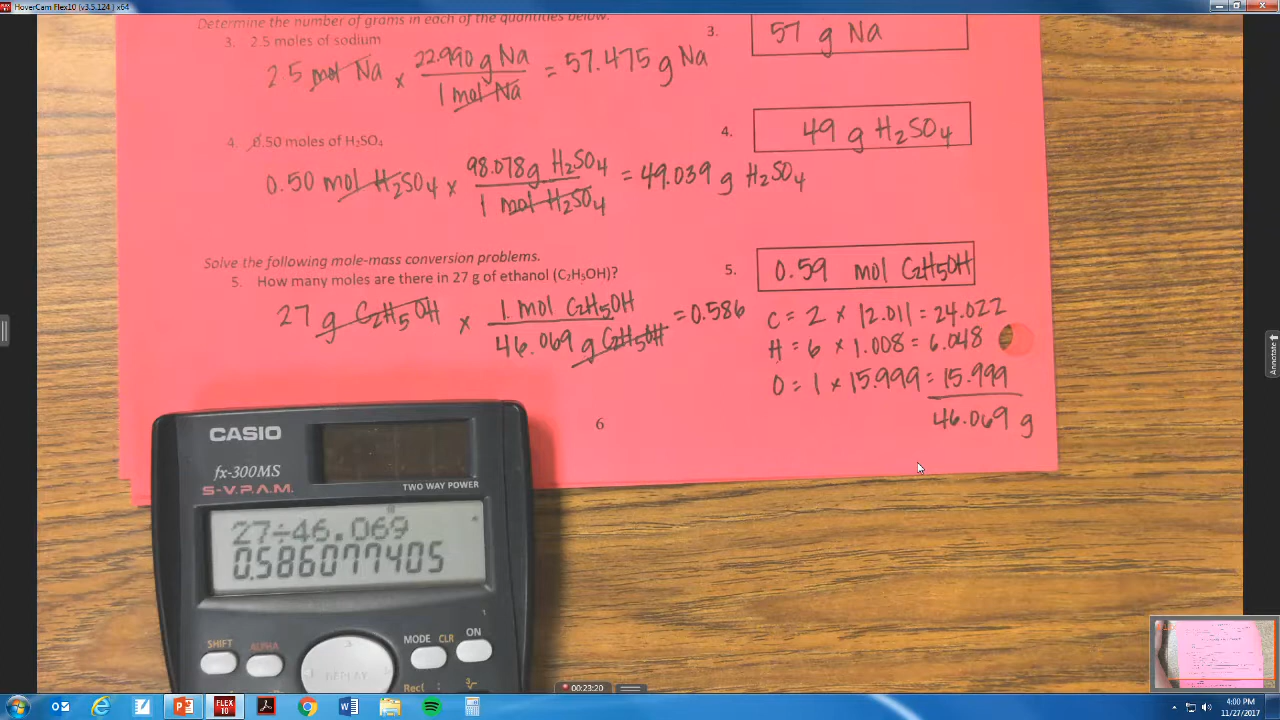 HoverCam Flex10 (v3.5.124) x64
Determine the number of grams in each of the quantities below.
3. 2.5 moles of sodium
2.5 mol Na × 22.990 g Na / 1 mol Na = 57.475 g Na
3. 57 g Na
4. 0.50 moles of H₂SO₄
0.50 mol H₂SO₄ × 98.078 g H₂SO₄ / 1 mol H₂SO₄ = 49.039 g H₂SO₄
4. 49 g H₂SO₄
Solve the following mole-mass conversion problems.
5. How many moles are there in 27 g of ethanol (C₂H₅OH)?
27 g C₂H₅OH × 1 mol C₂H₅OH / 46.069 g C₂H₅OH = 0.586
5. 0.59 mol C₂H₅OH
C = 2 × 12.011 = 24.022
H = 6 × 1.008 = 6.048
O = 1 × 15.999 = 15.999
46.069 g
6
CASIO
fx-300MS
S-V.P.A.M.
TWO WAY POWER
27÷46.069
0.586077405
SHIFT
ALPHA
MODE CLR
ON
REPLAY
Rec(
:
³√
Annotate
00:23:20
FLEX 10
4:00 PM
11/27/2017